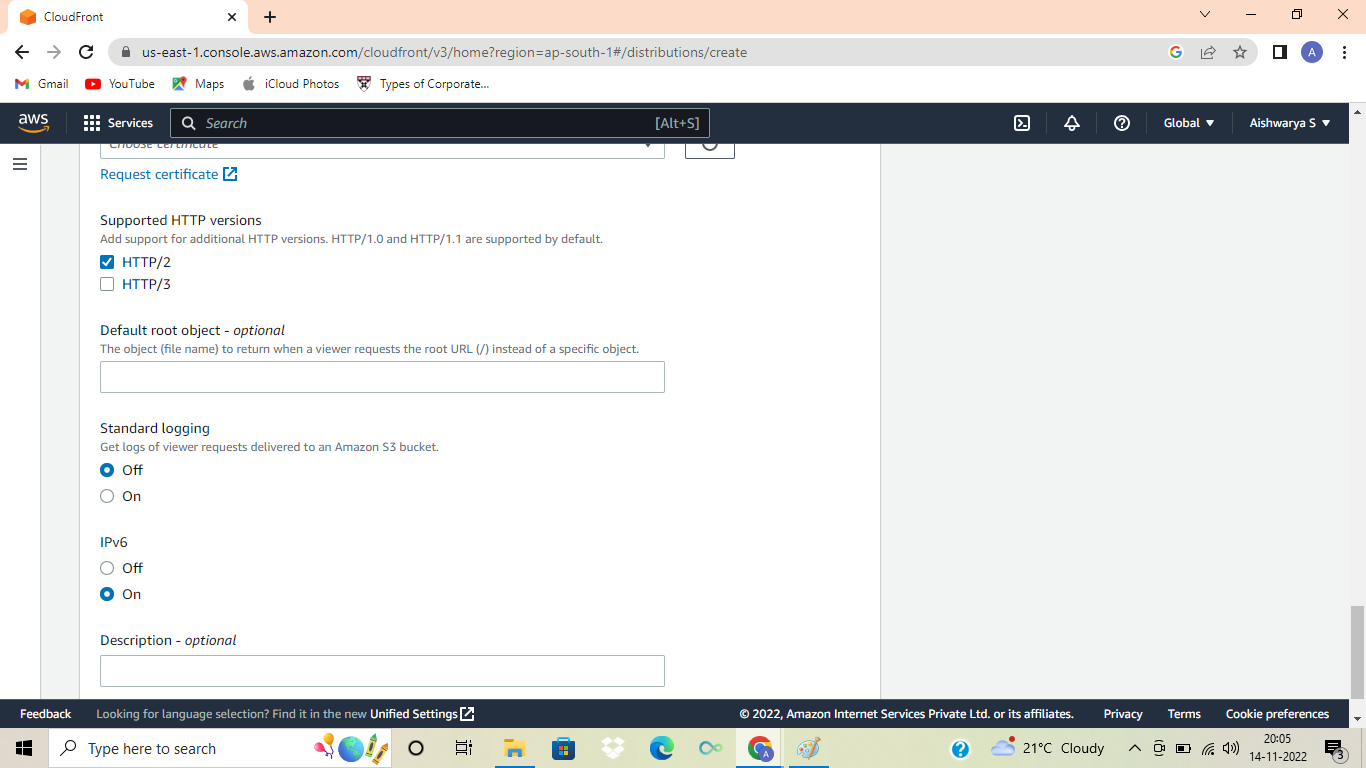 CloudFront
us-east-1.console.aws.amazon.com/cloudfront/v3/home?region=ap-south-1#/distributions/create
A
Gmail YouTube Maps iCloud Photos Types of Corporate...
aws Services Search [Alt+S] Global Aishwarya S
Choose certificate
Request certificate
Supported HTTP versions
Add support for additional HTTP versions. HTTP/1.0 and HTTP/1.1 are supported by default.
HTTP/2
HTTP/3
Default root object - optional
The object (file name) to return when a viewer requests the root URL (/) instead of a specific object.
Standard logging
Get logs of viewer requests delivered to an Amazon S3 bucket.
Off
On
IPv6
Off
On
Description - optional
Feedback Looking for language selection? Find it in the new Unified Settings © 2022, Amazon Internet Services Private Ltd. or its affiliates. Privacy Terms Cookie preferences
Type here to search A 21°C Cloudy 20:05
14-11-2022 3